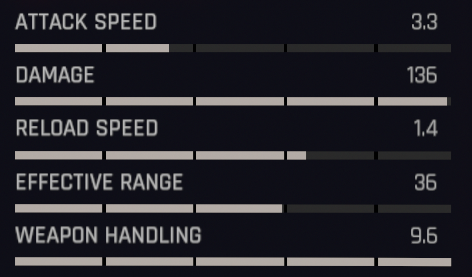 ATTACK SPEED 3.3
DAMAGE 136
RELOAD SPEED 1.4
EFFECTIVE RANGE 36
WEAPON HANDLING 9.6